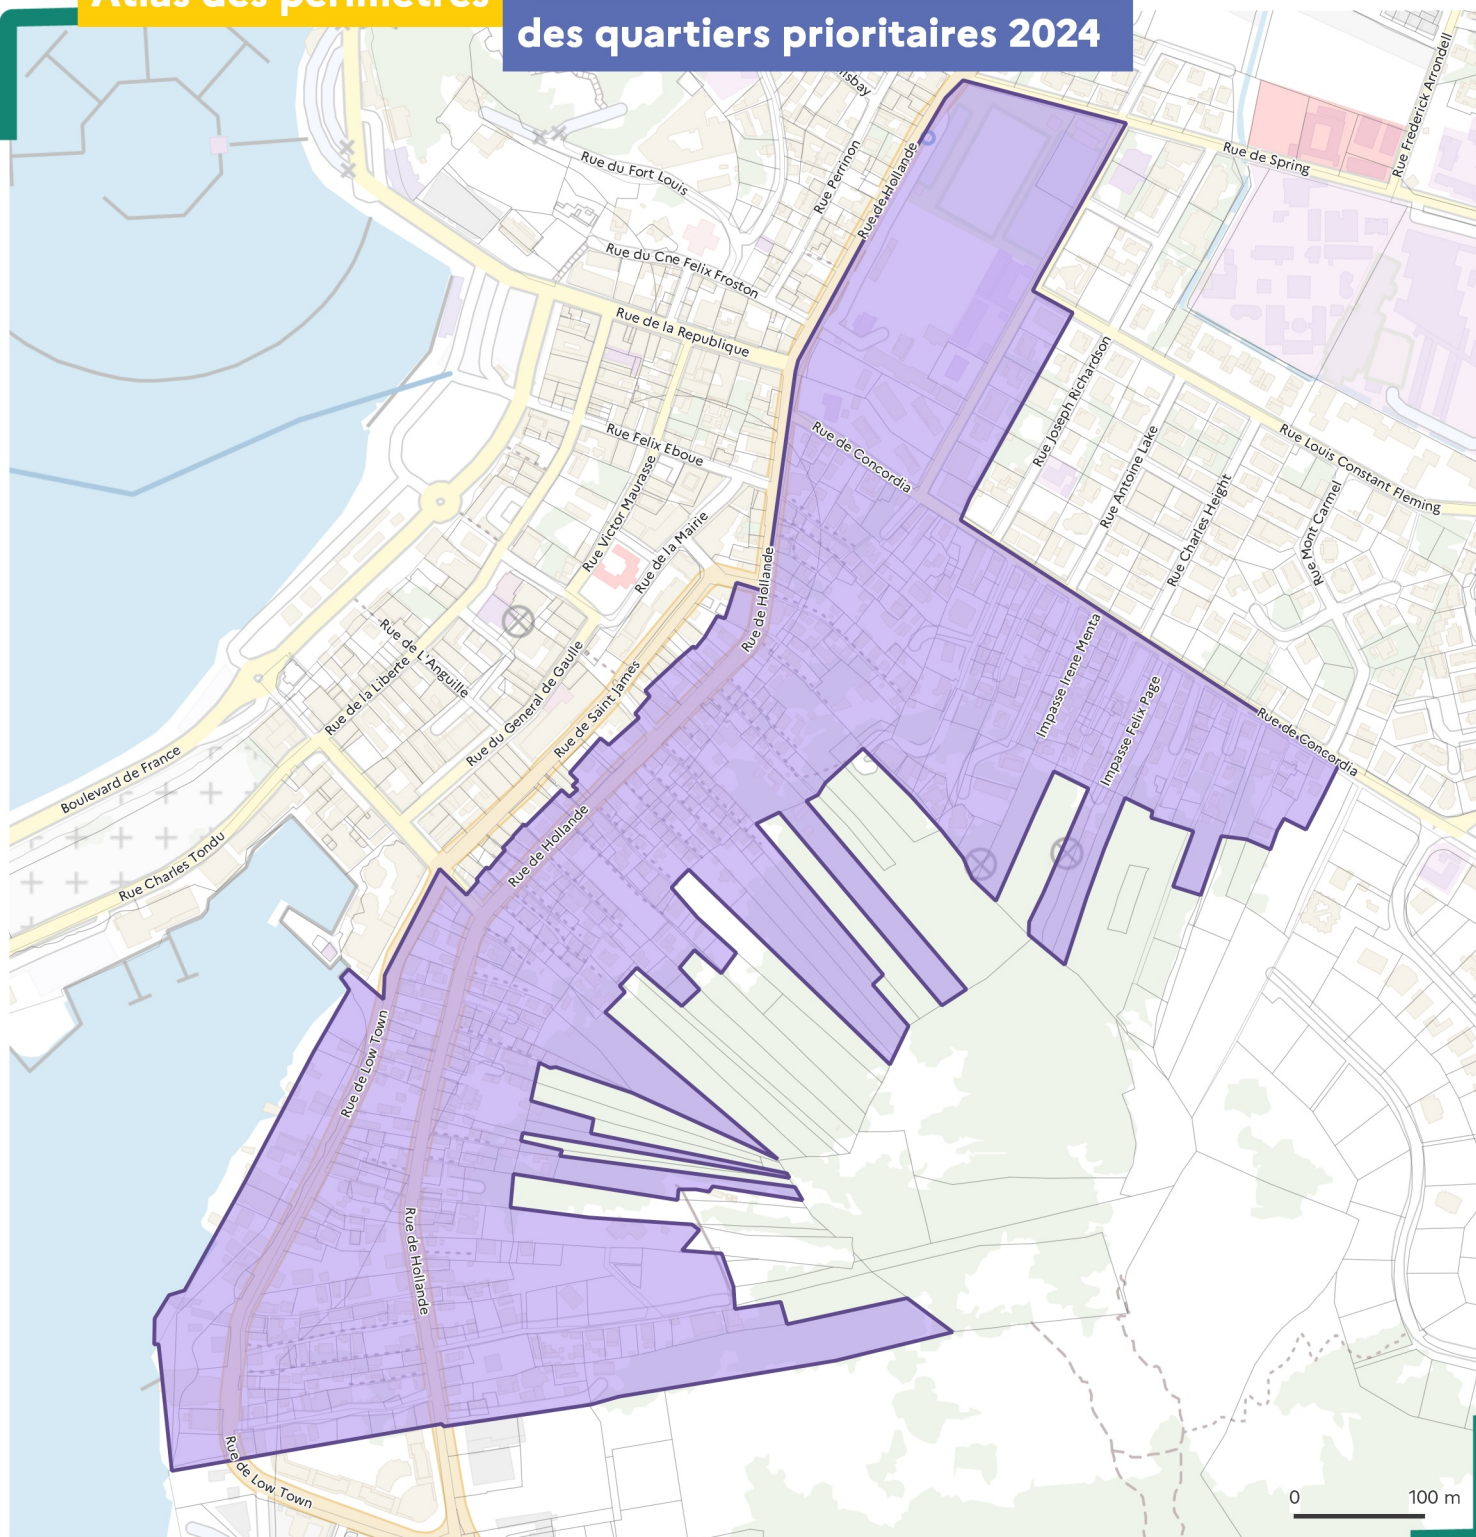 Atlas des périmètres
des quartiers prioritaires 2024
Rue Frederick Arrondell
Rue de Spring
Rue du Fort Louis
Rue Perrinon
Rue de Hollande
Rue du Cne Felix Froston
Rue de la Republique
Rue Joseph Richardson
Rue Felix Eboue
Rue de Concordia
Rue Antoine Lake
Rue Louis Constant Fleming
Rue Victor Maurasse
Rue de la Mairie
Rue Charles Height
Rue Mont Carmel
Rue de Hollande
Rue de L'Anguille
Rue de la Liberte
Rue du General de Gaulle
Rue de Saint James
Impasse Irene Menta
Impasse Felix Page
Rue de Concordia
Boulevard de France
Rue Charles Tondu
Rue de Hollande
Rue de Low Town
Rue de Hollande
Rue de Low Town
0 100 m